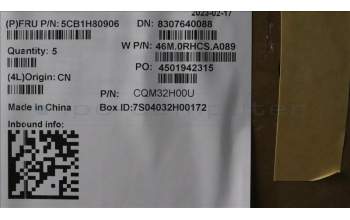 2023-02-17
(P)FRU P/N: 5CB1H80906 DN: 8307640088
Quantity: 5 W P/N: 46M.0RHCS.A089
PO: 4501942315
(4L)Origin: CN
P/N: CQM32H00U
Made in China Box ID:7S04032H00172
Inbound info: